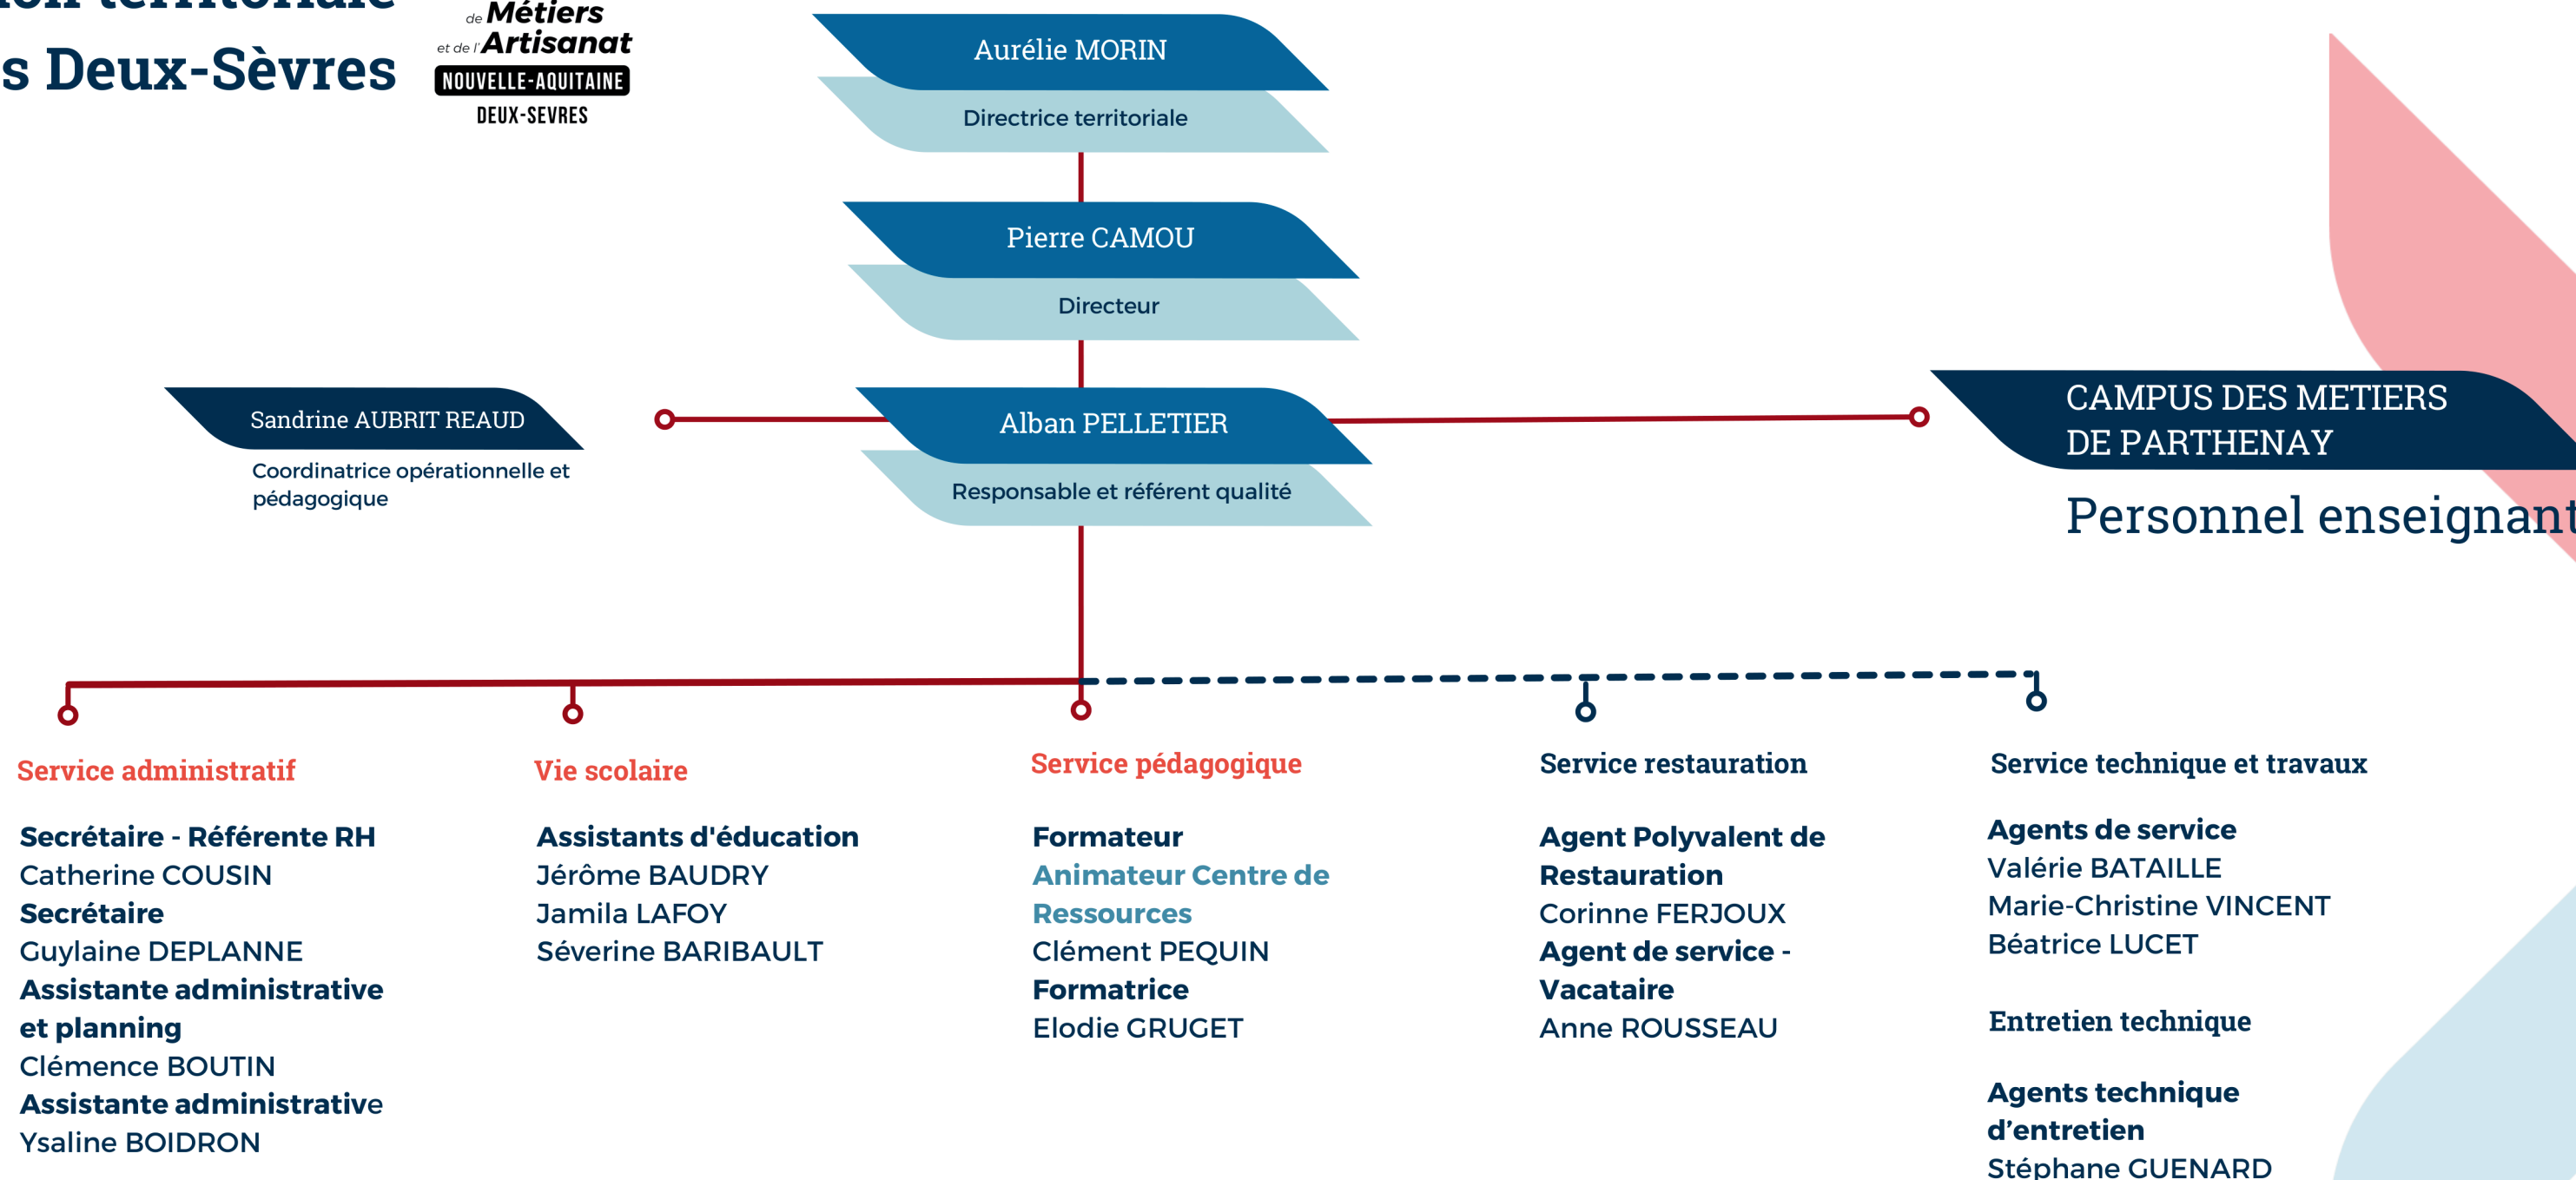 s Deux-Sèvres
de Métiers
et de l'Artisanat
NOUVELLE-AQUITAINE
DEUX-SEVRES
Aurélie MORIN
Directrice territoriale
Pierre CAMOU
Directeur
Alban PELLETIER
Responsable et référent qualité
Sandrine AUBRIT REAUD
Coordinatrice opérationnelle et
pédagogique
CAMPUS DES METIERS
DE PARTHENAY
Personnel enseignant
Service administratif
Secrétaire - Référente RH
Catherine COUSIN
Secrétaire
Guylaine DEPLANNE
Assistante administrative
et planning
Clémence BOUTIN
Assistante administrative
Ysaline BOIDRON
Vie scolaire
Assistants d'éducation
Jérôme BAUDRY
Jamila LAFOY
Séverine BARIBAULT
Service pédagogique
Formateur
Animateur Centre de
Ressources
Clément PEQUIN
Formatrice
Elodie GRUGET
Service restauration
Agent Polyvalent de
Restauration
Corinne FERJOUX
Agent de service -
Vacataire
Anne ROUSSEAU
Service technique et travaux
Agents de service
Valérie BATAILLE
Marie-Christine VINCENT
Béatrice LUCET
Entretien technique
Agents technique
d’entretien
Stéphane GUENARD